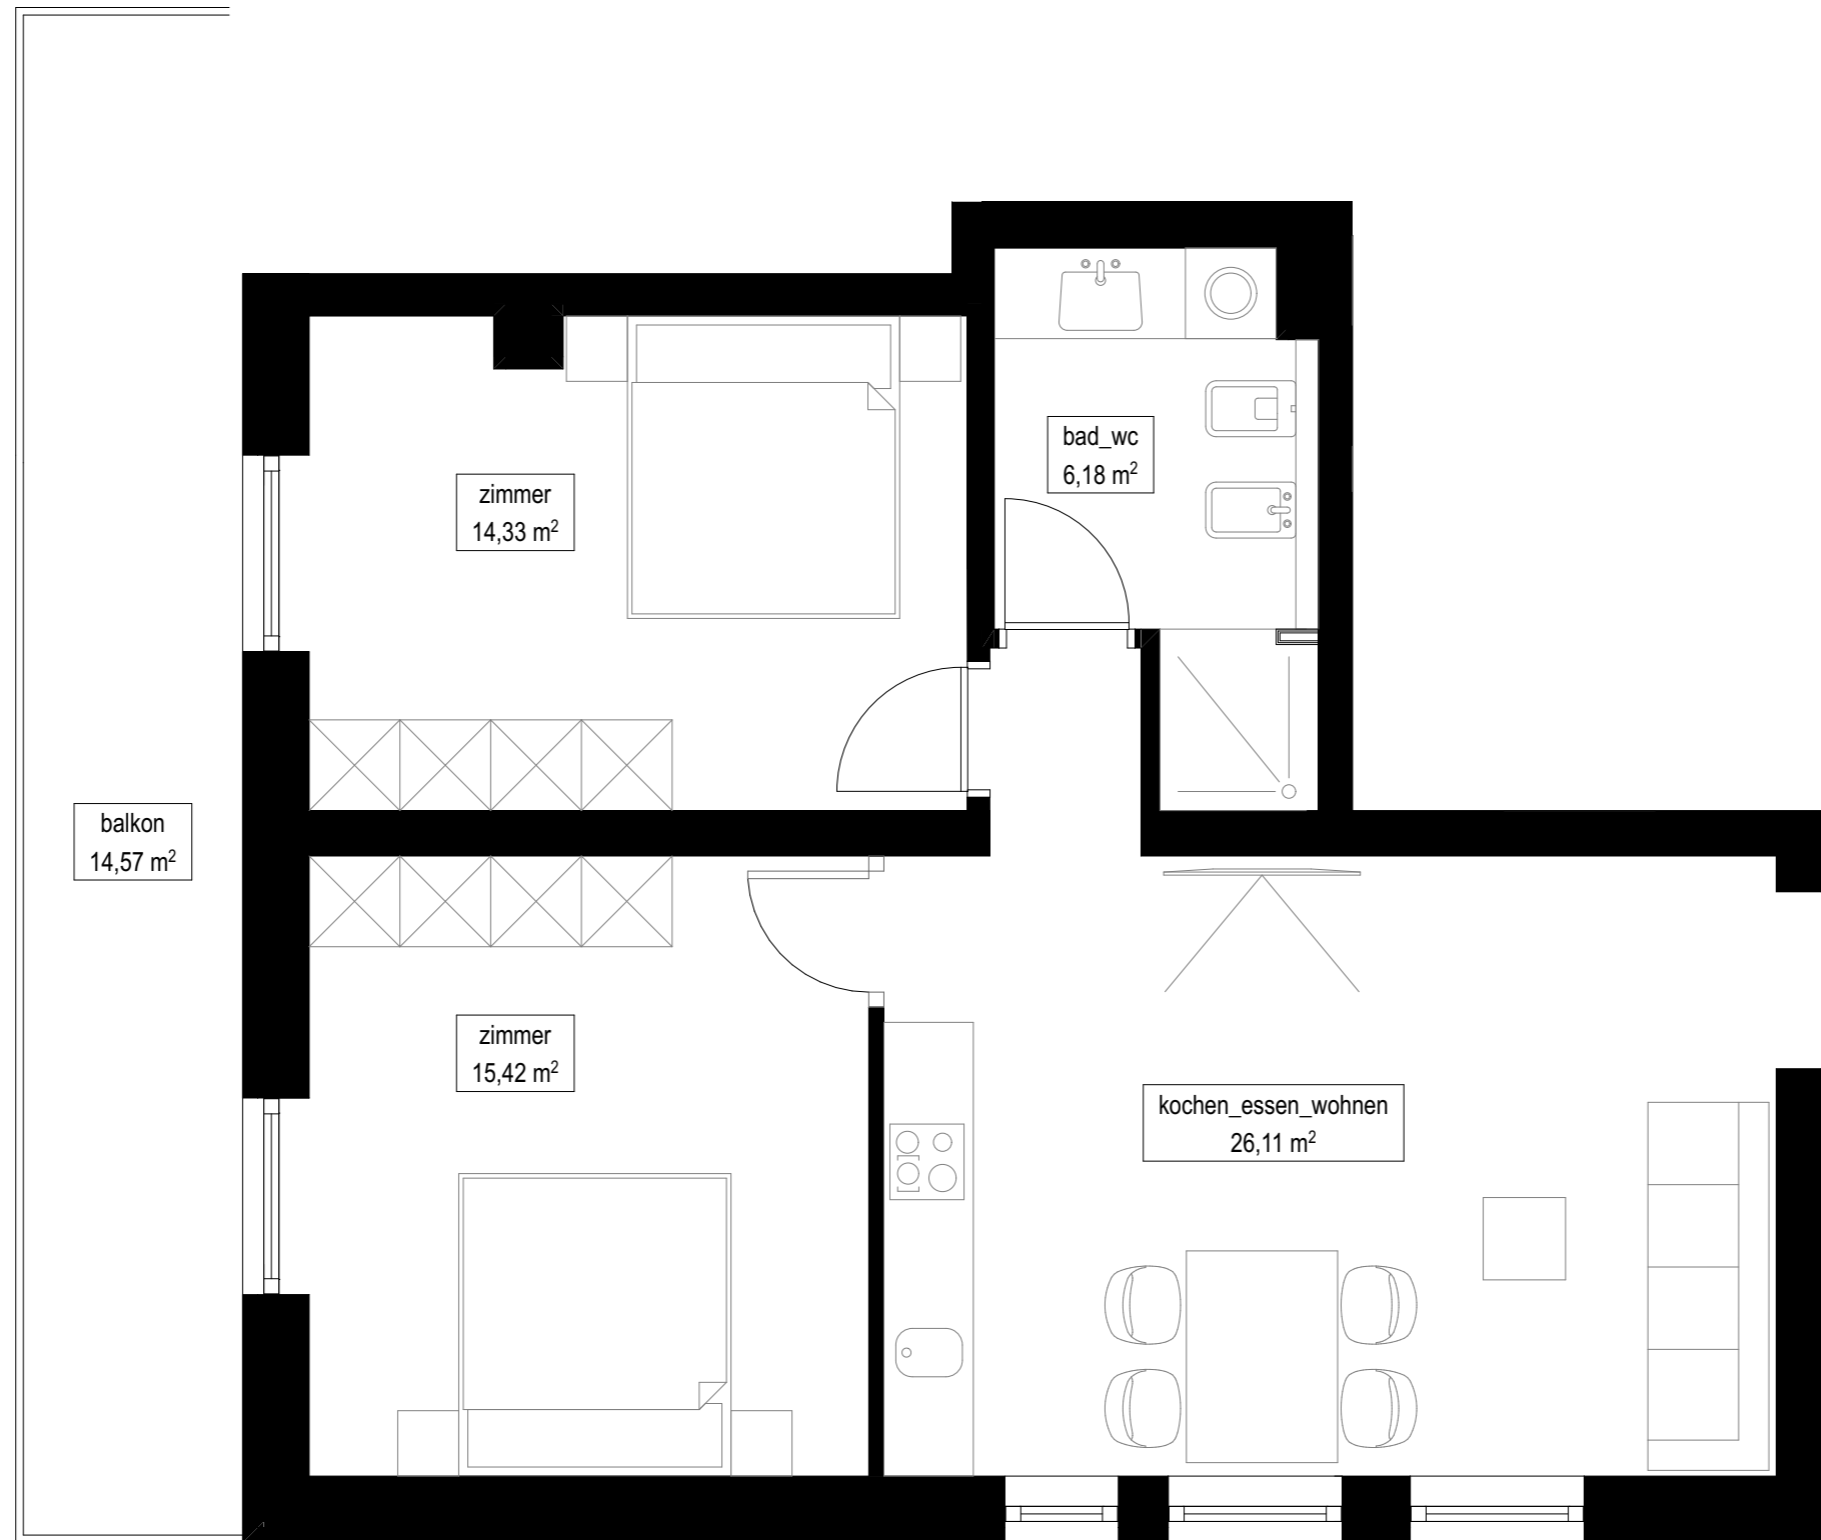 bad_wc
6,18 m²
zimmer
14,33 m²
balkon
14,57 m²
zimmer
15,42 m²
kochen_essen_wohnen
26,11 m²